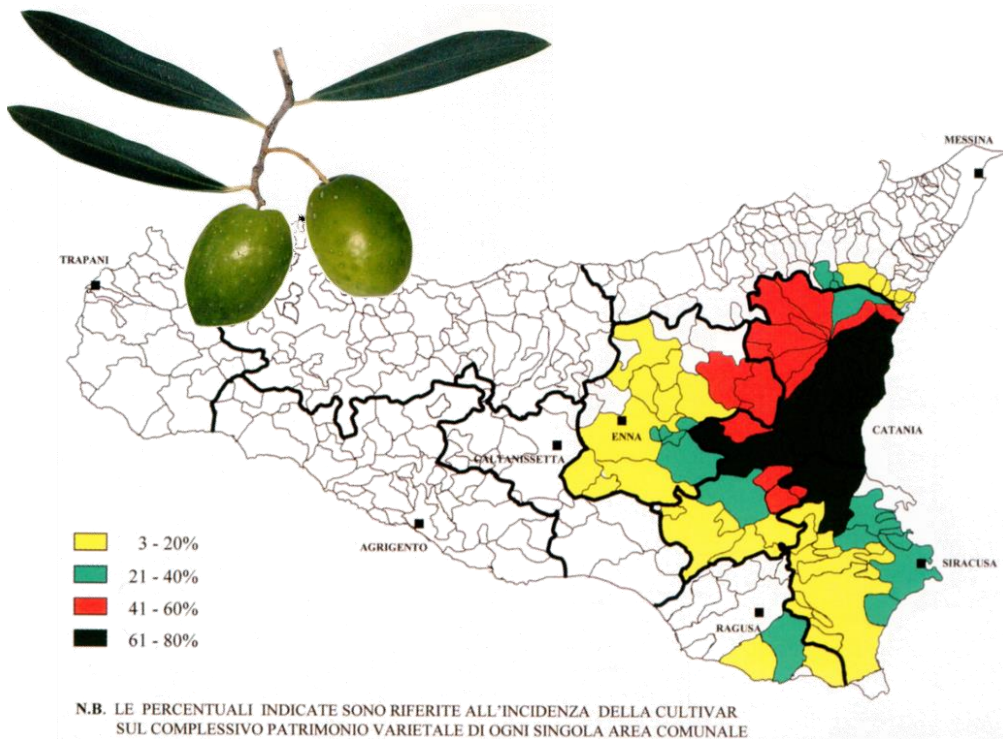 MESSINA
TRAPANI
CATANIA
ENNA
CALTANISSETTA
AGRIGENTO
SIRACUSA
RAGUSA
3 - 20%
21 - 40%
41 - 60%
61 - 80%
N.B. LE PERCENTUALI INDICATE SONO RIFERITE ALL'INCIDENZA DELLA CULTIVAR
SUL COMPLESSIVO PATRIMONIO VARIETALE DI OGNI SINGOLA AREA COMUNALE